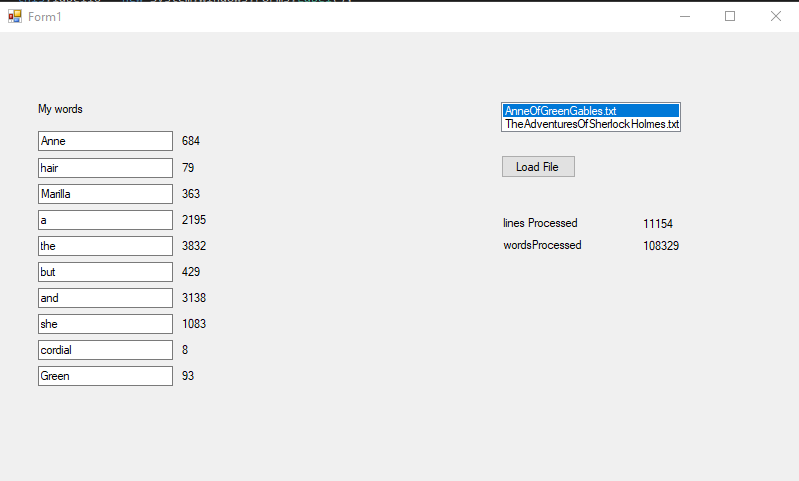 Form1
My words
Anne 684
hair 79
Marilla 363
a 2195
the 3832
but 429
and 3138
she 1083
cordial 8
Green 93
AnneOfGreenGables.txt
TheAdventuresOfSherlockHolmes.txt
Load File
lines Processed 11154
wordsProcessed 108329